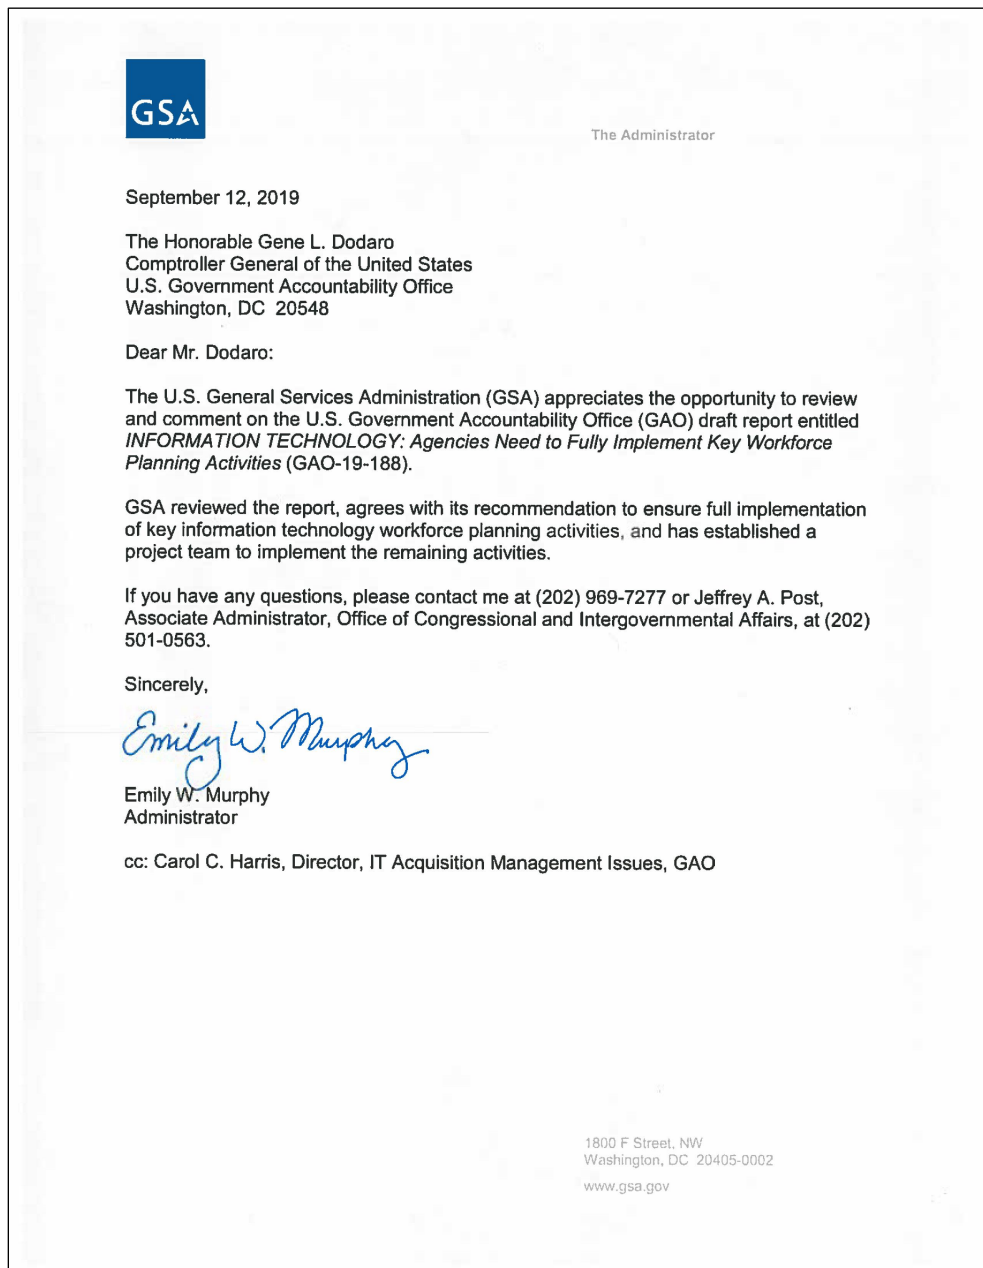 GSA
The Administrator
September 12, 2019
The Honorable Gene L. Dodaro
Comptroller General of the United States
U.S. Government Accountability Office
Washington, DC 20548
Dear Mr. Dodaro:
The U.S. General Services Administration (GSA) appreciates the opportunity to review
and comment on the U.S. Government Accountability Office (GAO) draft report entitled
INFORMATION TECHNOLOGY: Agencies Need to Fully Implement Key Workforce
Planning Activities (GAO-19-188).
GSA reviewed the report, agrees with its recommendation to ensure full implementation
of key information technology workforce planning activities, and has established a
project team to implement the remaining activities.
If you have any questions, please contact me at (202) 969-7277 or Jeffrey A. Post,
Associate Administrator, Office of Congressional and Intergovernmental Affairs, at (202)
501-0563.
Sincerely,
Emily W. Murphy
Emily W. Murphy
Administrator
cc: Carol C. Harris, Director, IT Acquisition Management Issues, GAO
1800 F Street, NW
Washington, DC 20405-0002
www.gsa.gov